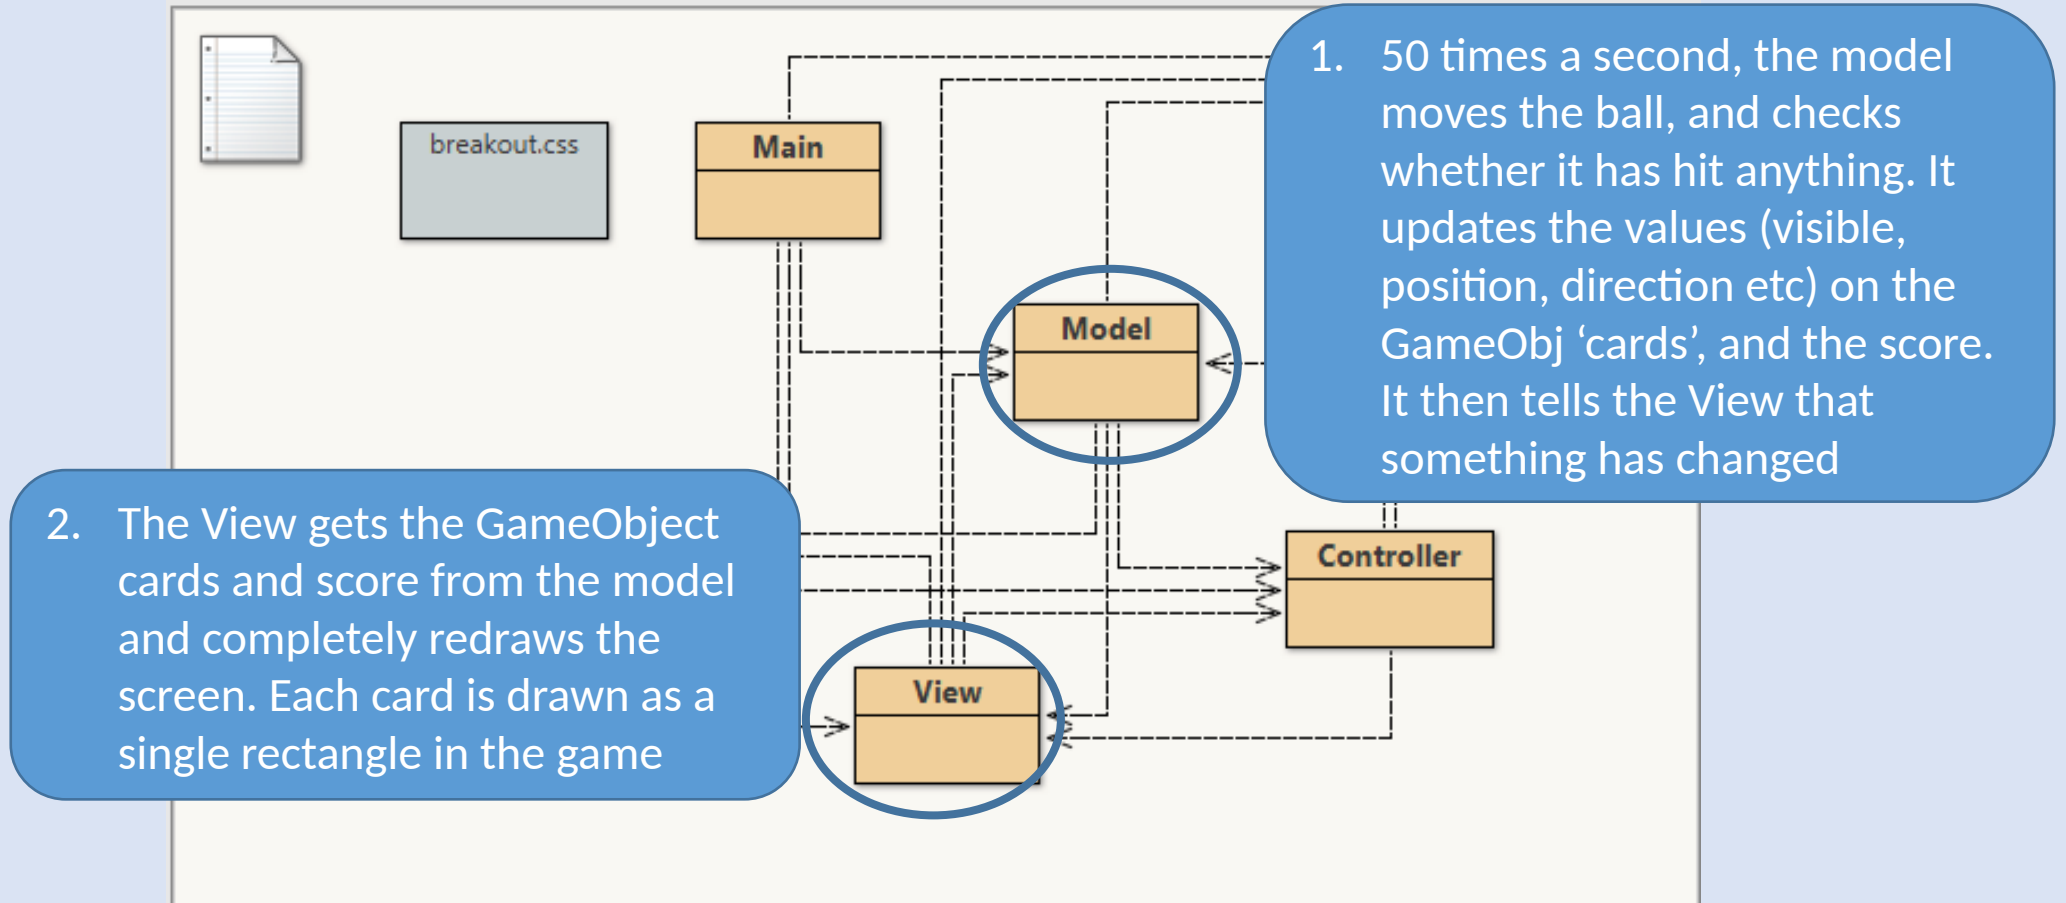 breakout.css
Main
Model
Controller
View
1. 50 times a second, the model
moves the ball, and checks
whether it has hit anything. It
updates the values (visible,
position, direction etc) on the
GameObj ‘cards’, and the score.
It then tells the View that
something has changed
2. The View gets the GameObject
cards and score from the model
and completely redraws the
screen. Each card is drawn as a
single rectangle in the game